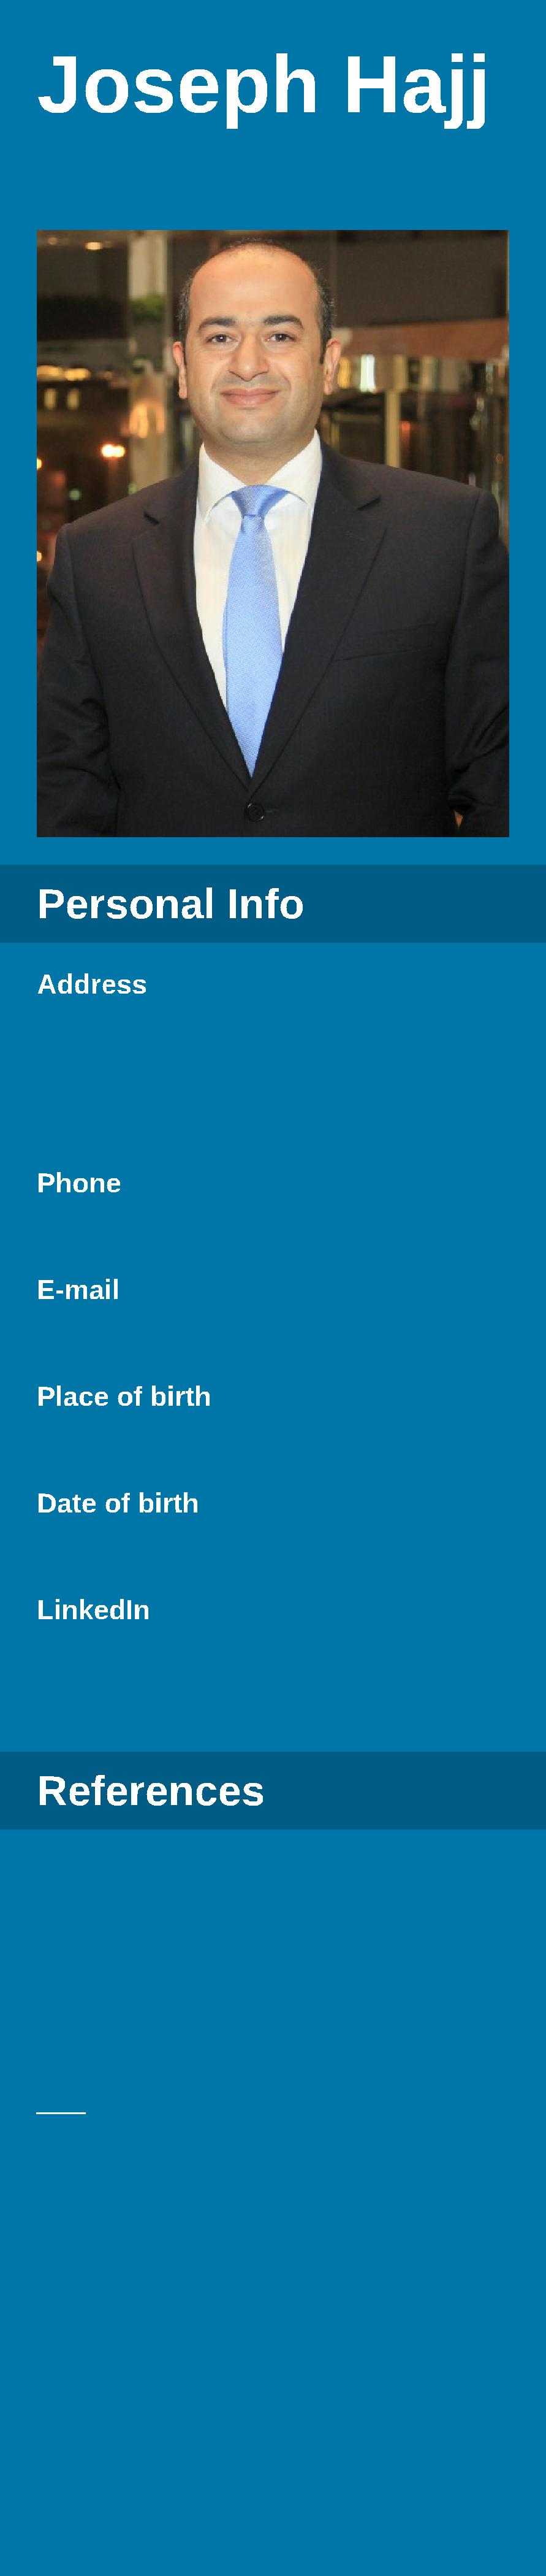 Joseph Hajj
Personal Info
Address
Phone
E-mail
Place of birth
Date of birth
LinkedIn
References